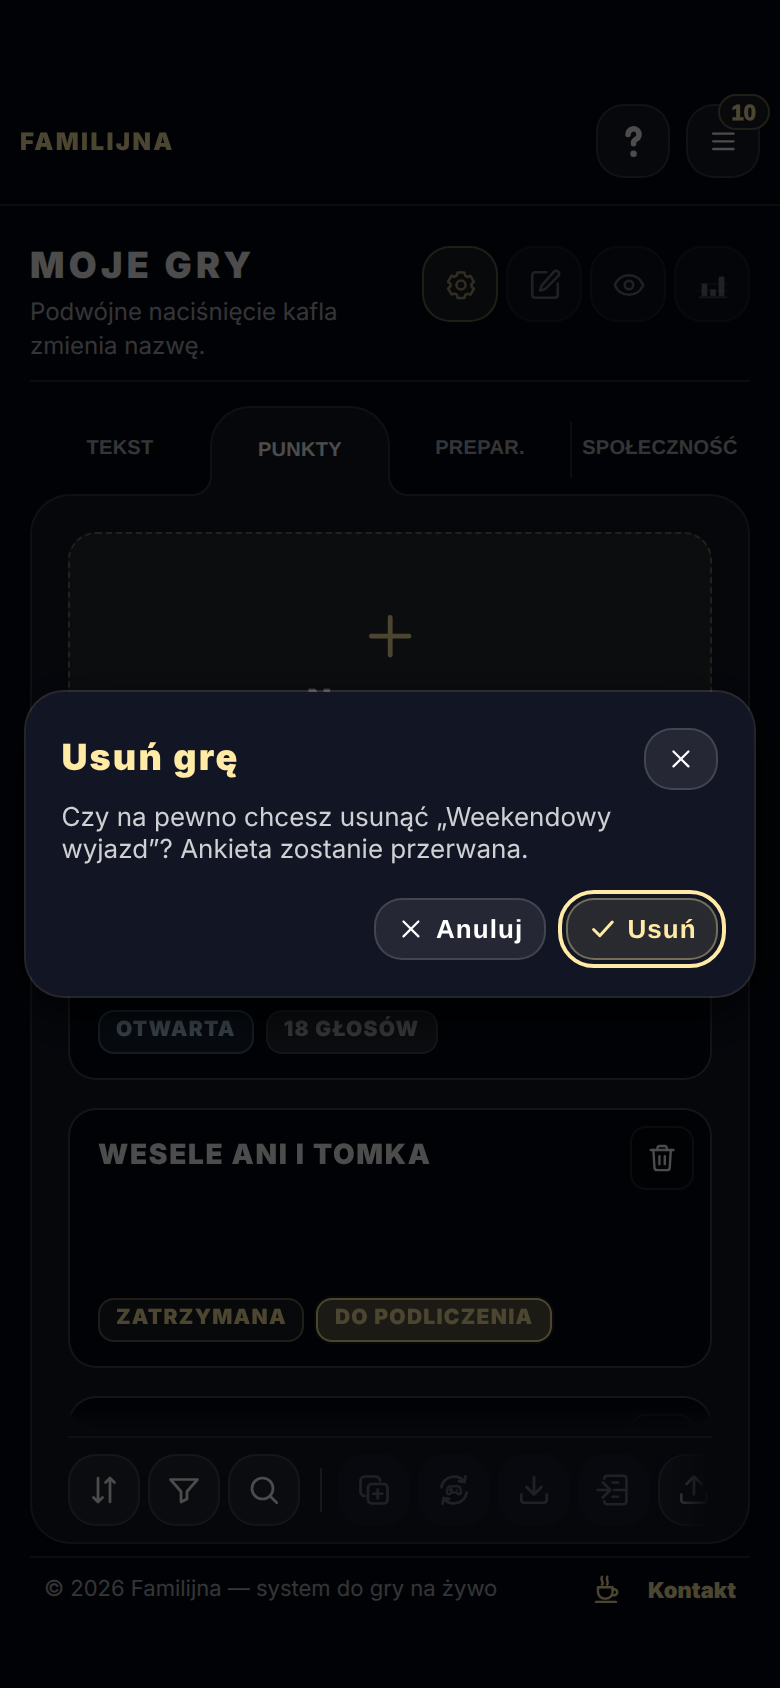 10
FAMILIJNA
?
MOJE GRY
Podwójne naciśnięcie kafla
zmienia nazwę.
TEKST
PUNKTY
PREPAR.
SPOŁECZNOŚĆ
Usuń grę
Czy na pewno chcesz usunąć „Weekendowy
wyjazd”? Ankieta zostanie przerwana.
Anuluj
Usuń
OTWARTA
18 GŁOSÓW
WESELE ANI I TOMKA
ZATRZYMANA
DO PODLICZENIA
© 2026 Familijna — system do gry na żywo
Kontakt